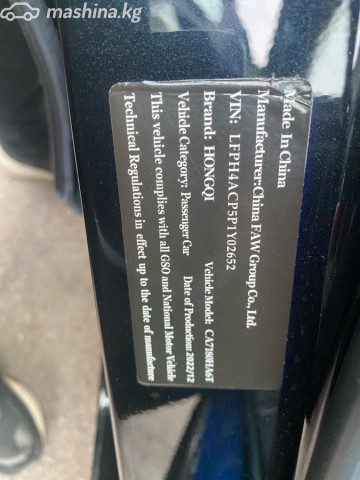 mashina.kg
Made In China
Manufacturer:China FAW Group Co., Ltd.
VIN: LFPH4ACP5P1V02652
Brand: HONGQI Vehicle Model: CA7180HA6T
Vehicle Category: Passenger Car Date of Production: 2022/12
This vehicle complies with all GSO and National Motor Vehicle
Technical Regulations in effect up to the date of manufacture